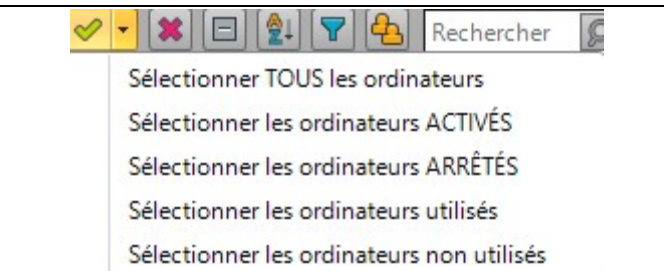 Rechercher
Sélectionner TOUS les ordinateurs
Sélectionner les ordinateurs ACTIVÉS
Sélectionner les ordinateurs ARRÊTÉS
Sélectionner les ordinateurs utilisés
Sélectionner les ordinateurs non utilisés